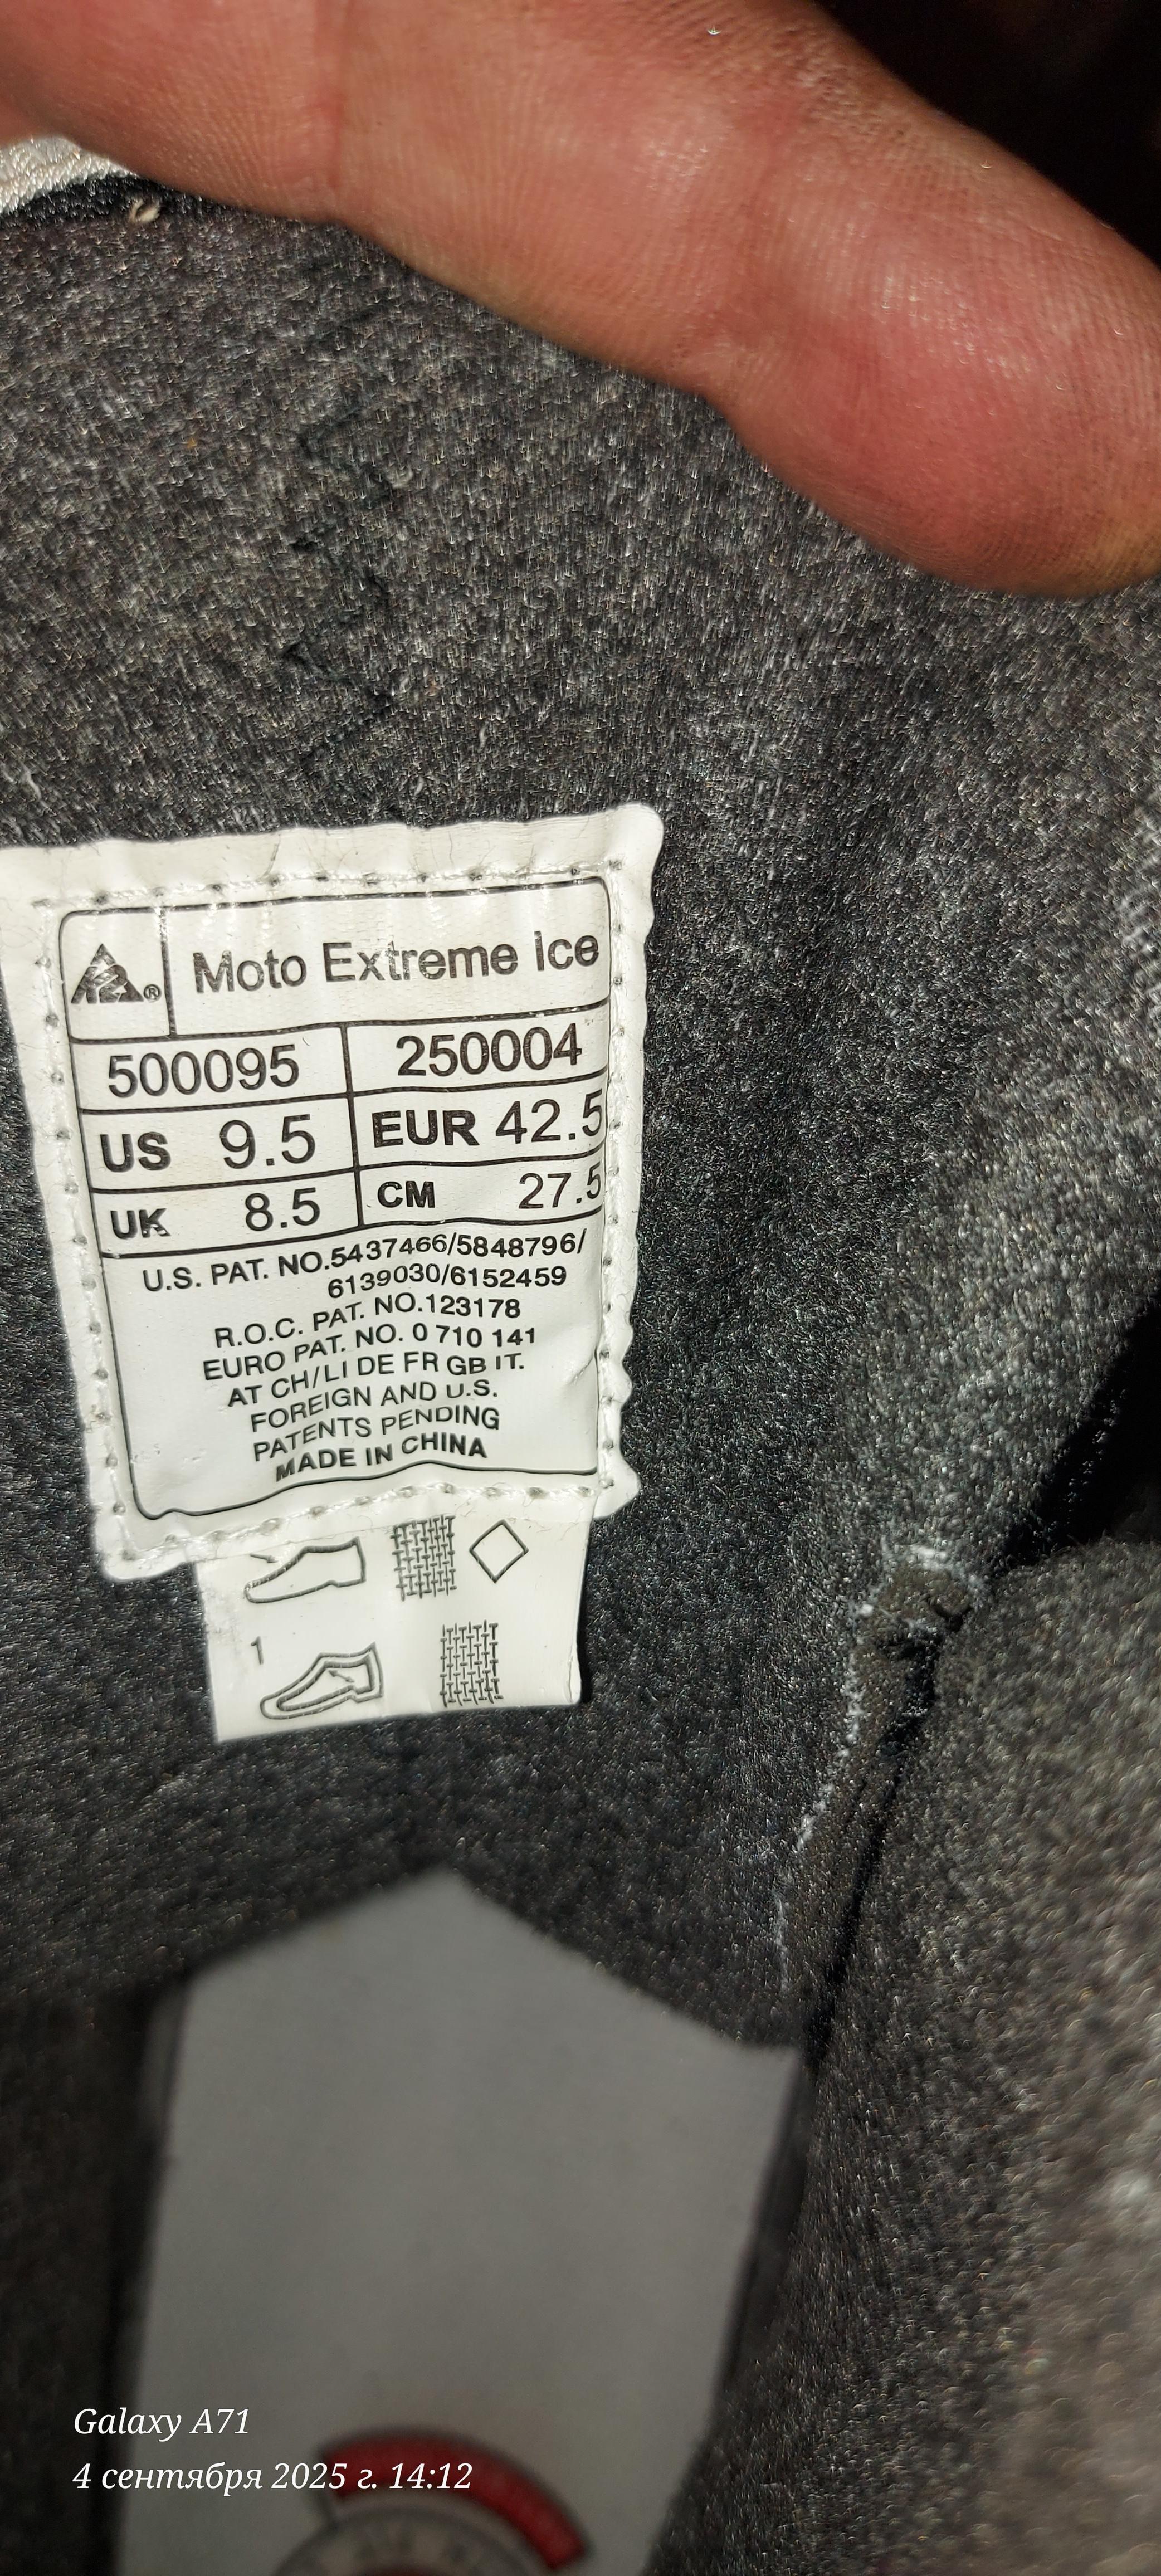 K2® Moto Extreme Ice
500095 250004
US 9.5 EUR 42.5
UK 8.5 CM 27.5
U.S. PAT. NO.5437466/5848796/
6139030/6152459
R.O.C. PAT. NO.123178
EURO PAT. NO. 0 710 141
AT CH/LI DE FR GB IT.
FOREIGN AND U.S.
PATENTS PENDING
MADE IN CHINA
1
Galaxy A71
4 сентября 2025 г. 14:12